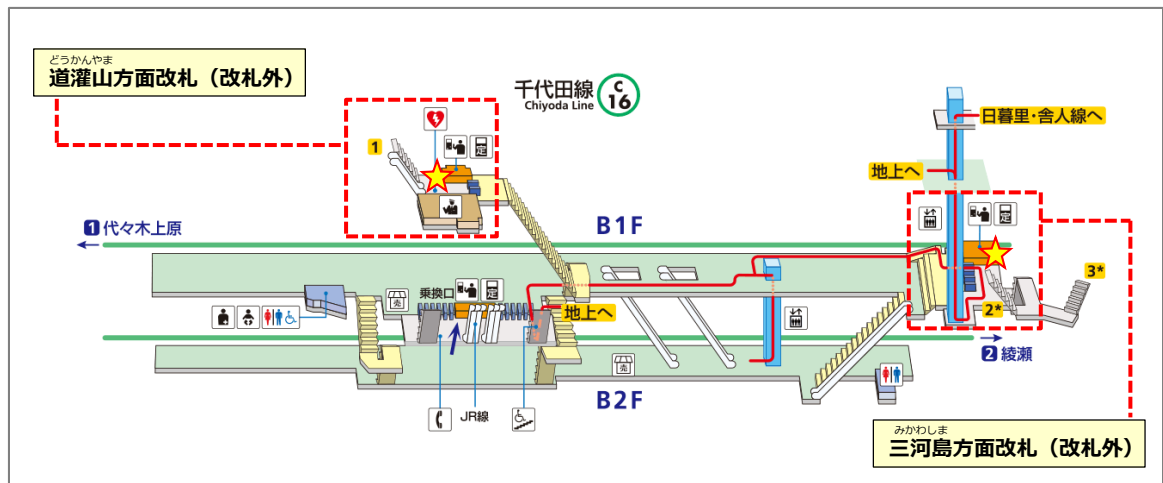 どうかんやま
道灌山方面改札（改札外）
千代田線
Chiyoda Line
C
16
日暮里・舎人線へ
1
定
地上へ
1 代々木上原
B1F
定
3*
乗換口
定
売
地上へ
2*
2 綾瀬
売
B2F
JR線
みかわしま
三河島方面改札（改札外）